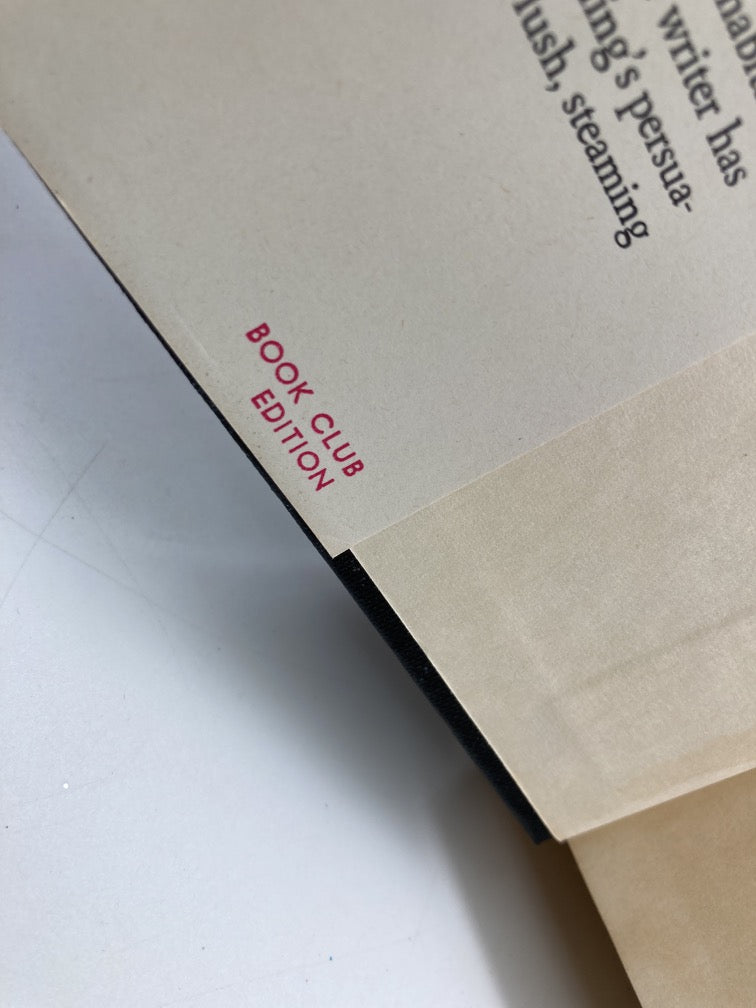 writer has
ing's persua-
lush, steaming
BOOK CLUB
EDITION